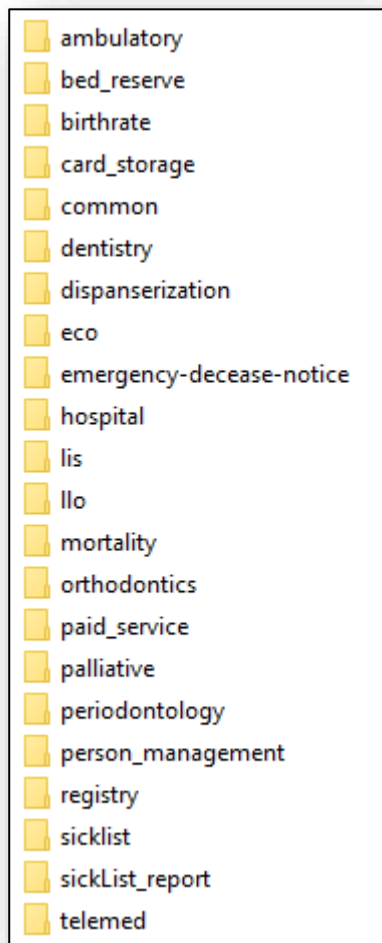 ambulatory
bed_reserve
birthrate
card_storage
common
dentistry
dispanserization
eco
emergency-decease-notice
hospital
lis
llo
mortality
orthodontics
paid_service
palliative
periodontology
person_management
registry
sicklist
sickList_report
telemed